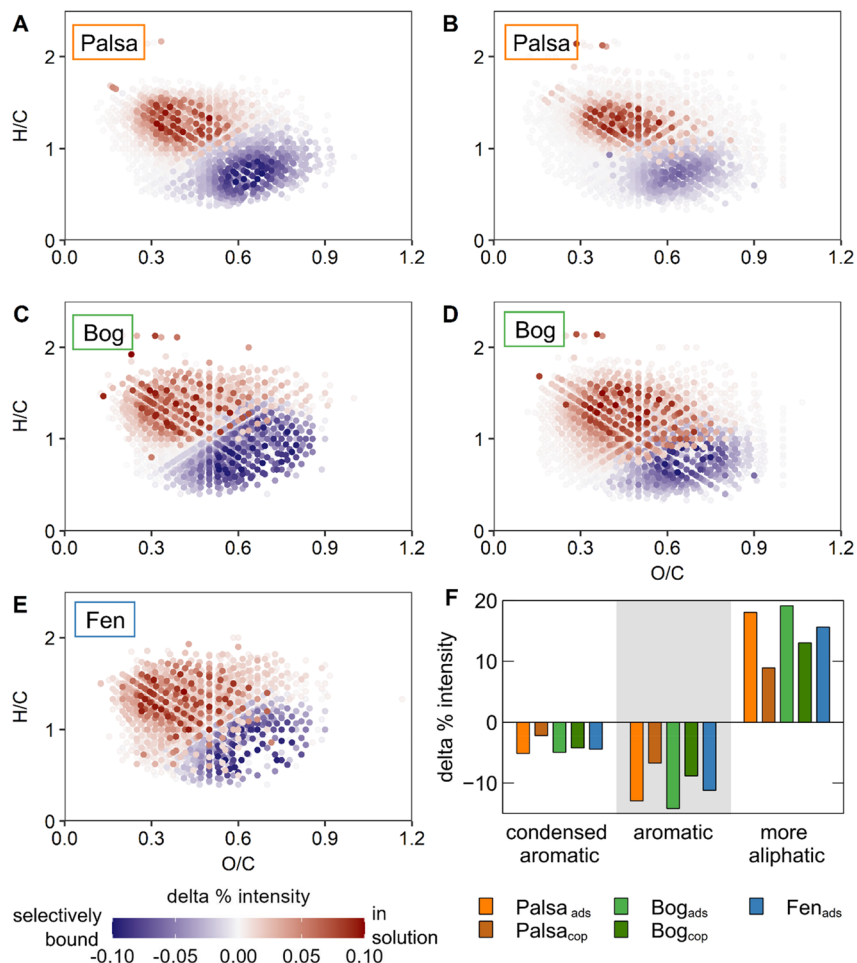 A
Palsa
H/C
2
1
0
0.0 0.3 0.6 0.9 1.2
B
Palsa
2
1
0
0.0 0.3 0.6 0.9 1.2
C
Bog
H/C
2
1
0
0.0 0.3 0.6 0.9 1.2
D
Bog
2
1
0
0.0 0.3 0.6 0.9 1.2
O/C
E
Fen
H/C
2
1
0
0.0 0.3 0.6 0.9 1.2
O/C
F
delta % intensity
20
10
0
−10
condensed aromatic more
aromatic aliphatic
delta % intensity
selectively in
bound solution
-0.10 -0.05 0.00 0.05 0.10
Palsa ads Bog ads Fen ads
Palsa cop Bog cop